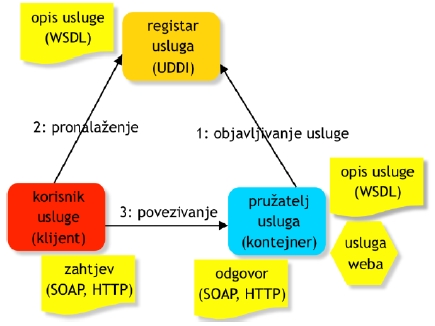 opis usluge
(WSDL)
registar
usluga
(UDDI)
2: pronalaženje
1: objavljivanje usluge
opis usluge
(WSDL)
korisnik
usluge
(klijent)
3: povezivanje
pružatelj
usluga
(kontejner)
usluga
weba
zahtjev
(SOAP, HTTP)
odgovor
(SOAP, HTTP)